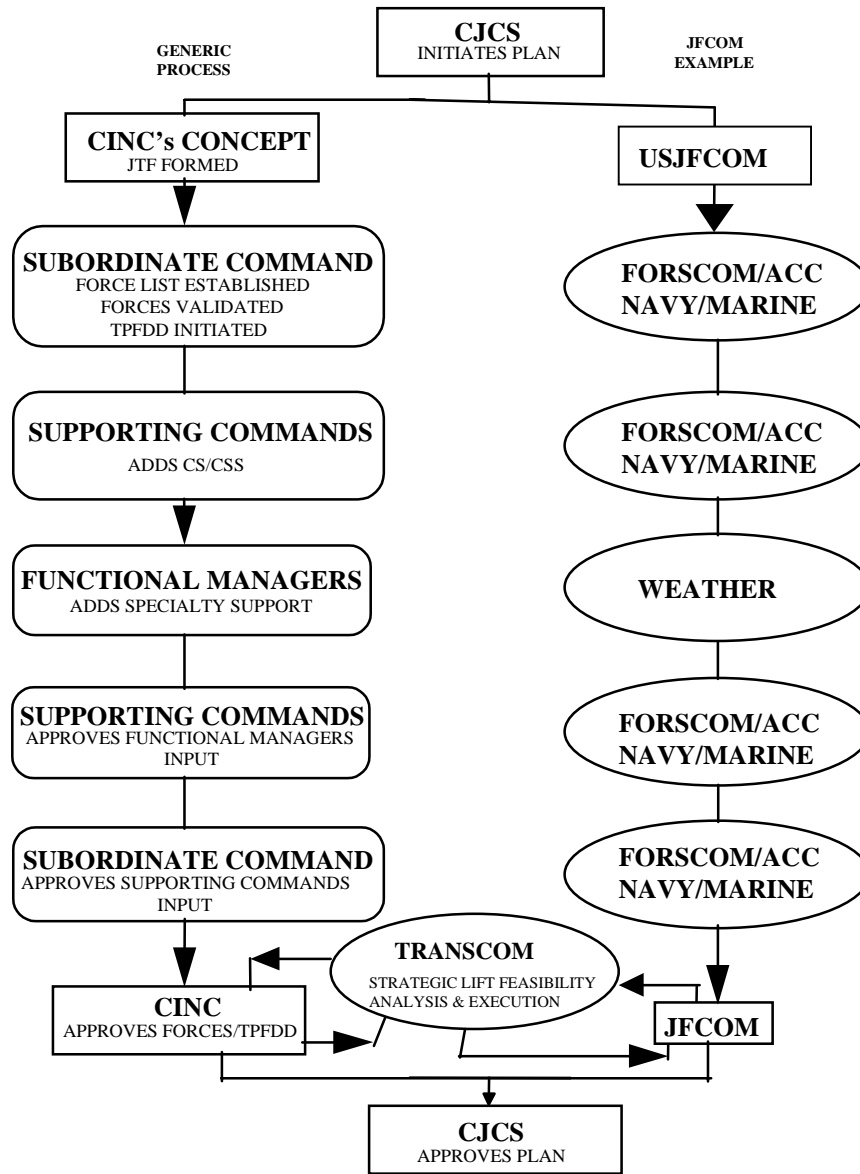 CJCS
INITIATES PLAN
GENERIC
PROCESS
JFCOM
EXAMPLE
CINC's CONCEPT
JTF FORMED
USJFCOM
SUBORDINATE COMMAND
FORCE LIST ESTABLISHED
FORCES VALIDATED
TPFDD INITIATED
FORSCOM/ACC
NAVY/MARINE
SUPPORTING COMMANDS
ADDS CS/CSS
FORSCOM/ACC
NAVY/MARINE
FUNCTIONAL MANAGERS
ADDS SPECIALTY SUPPORT
WEATHER
SUPPORTING COMMANDS
APPROVES FUNCTIONAL MANAGERS
INPUT
FORSCOM/ACC
NAVY/MARINE
SUBORDINATE COMMAND
APPROVES SUPPORTING COMMANDS
INPUT
FORSCOM/ACC
NAVY/MARINE
TRANSCOM
STRATEGIC LIFT FEASIBILITY
ANALYSIS & EXECUTION
CINC
APPROVES FORCES/TPFDD
JFCOM
CJCS
APPROVES PLAN